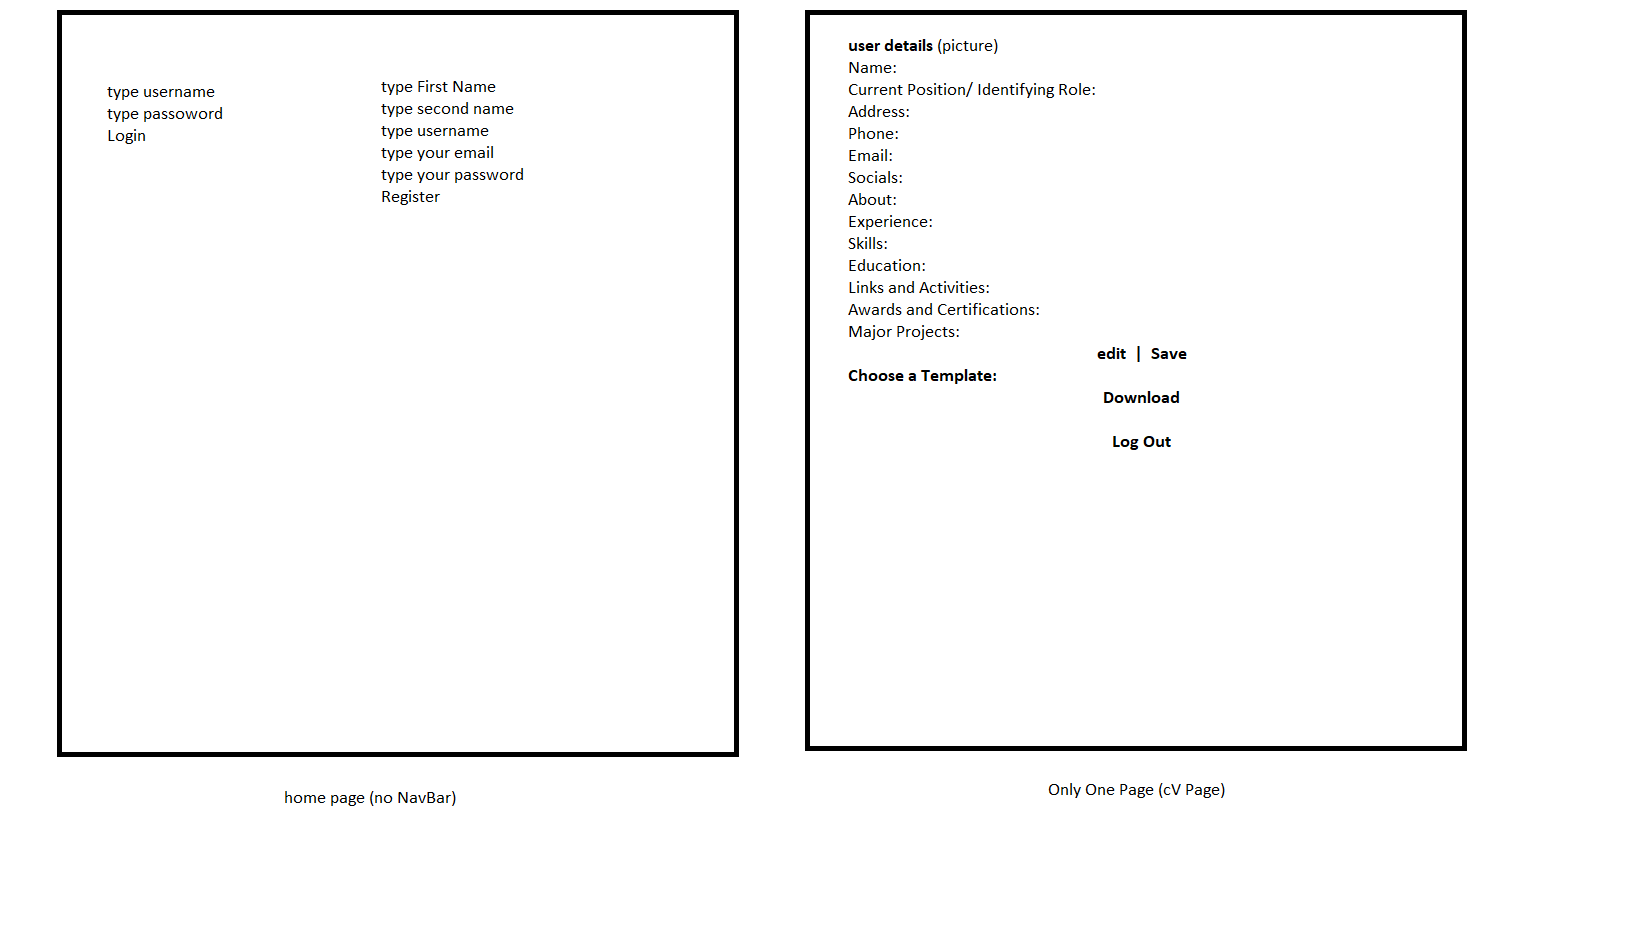 type username
type passoword
Login
type First Name
type second name
type username
type your email
type your password
Register
home page (no NavBar)
user details (picture)
Name:
Current Position/ Identifying Role:
Address:
Phone:
Email:
Socials:
About:
Experience:
Skills:
Education:
Links and Activities:
Awards and Certifications:
Major Projects:
edit | Save
Choose a Template:
Download
Log Out
Only One Page (cV Page)